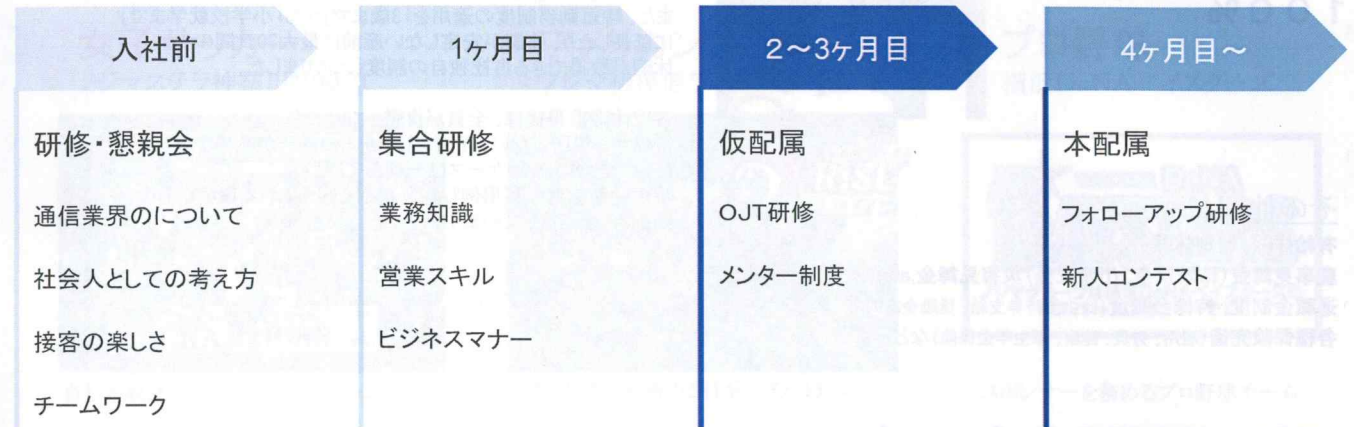 入社前
1ヶ月目
2~3ヶ月目
4ヶ月~
研修・懇親会
通信業界のについて
社会人としての考え方
接客の楽しさ
チームワーク
集合研修
業務知識
営業スキル
ビジネスマナー
仮配属
OJT研修
メンター制度
本配属
フォローアップ研修
新人コンテスト